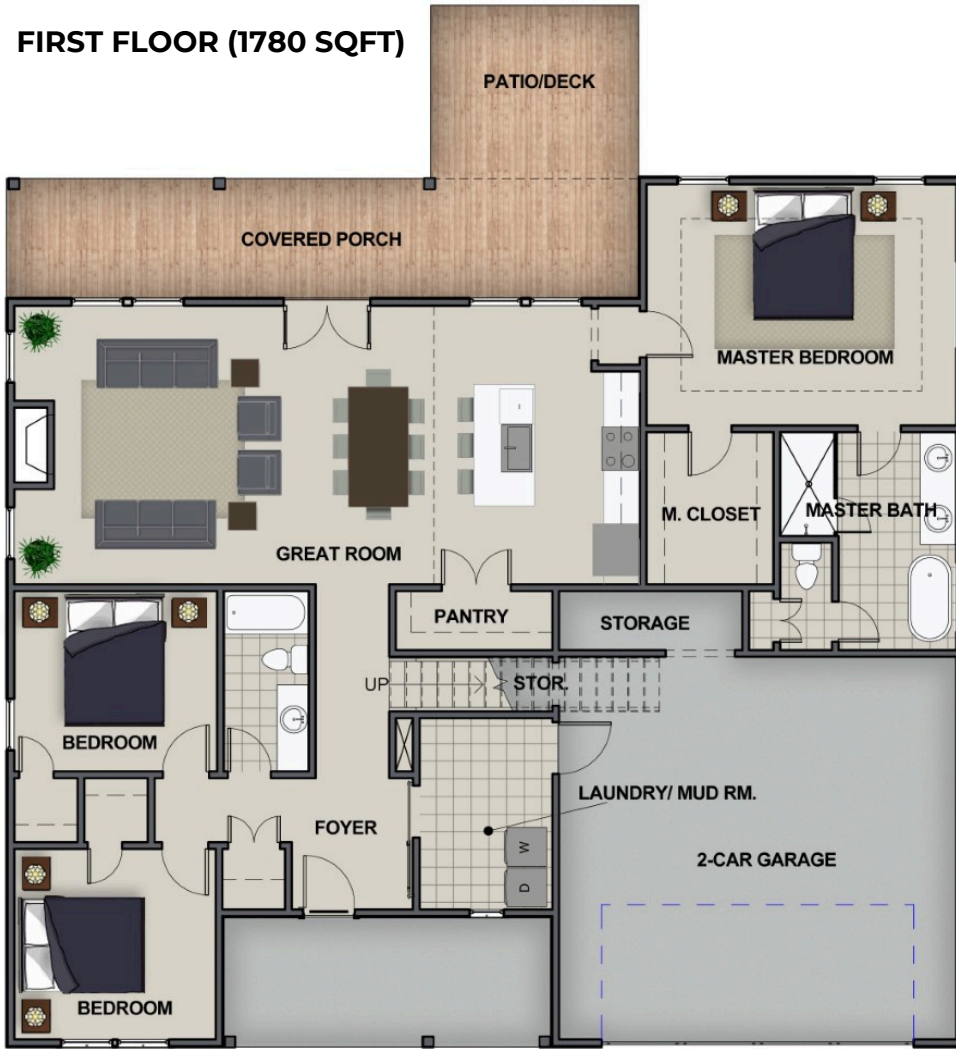 FIRST FLOOR (1780 SQFT)
PATIO/DECK
COVERED PORCH
MASTER BEDROOM
M. CLOSET
MASTER BATH
GREAT ROOM
PANTRY
STORAGE
UP
STOR.
BEDROOM
LAUNDRY/ MUD RM.
FOYER
W
2-CAR GARAGE
D
BEDROOM